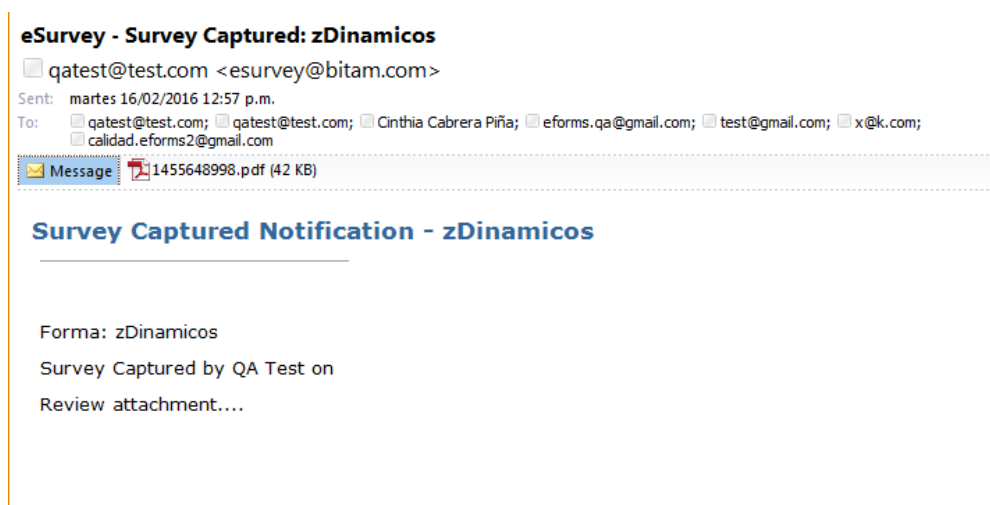 eSurvey - Survey Captured: zDinamicos
qatest@test.com <esurvey@bitam.com>
Sent: martes 16/02/2016 12:57 p.m.
To: qatest@test.com; qatest@test.com; Cinthia Cabrera Piña; eforms.qa@gmail.com; test@gmail.com; x@k.com;
calidad.eforms2@gmail.com
Message 1455648998.pdf (42 KB)
Survey Captured Notification - zDinamicos
Forma: zDinamicos
Survey Captured by QA Test on
Review attachment....